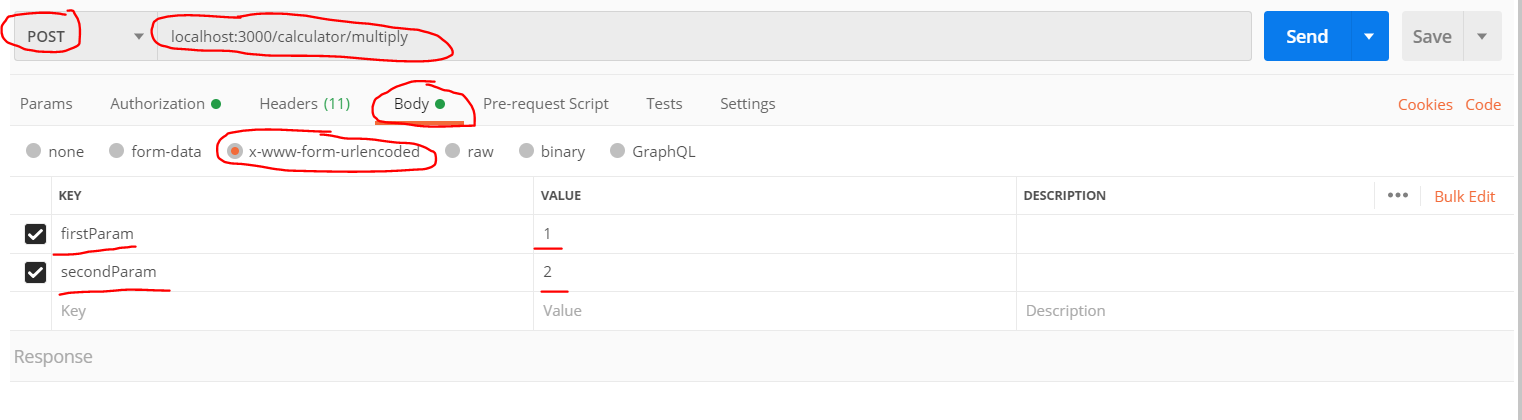 POST localhost:3000/calculator/multiply Send Save
Params Authorization Headers (11) Body Pre-request Script Tests Settings Cookies Code
none form-data x-www-form-urlencoded raw binary GraphQL
KEY VALUE DESCRIPTION ••• Bulk Edit
firstParam 1
secondParam 2
Key Value Description
Response